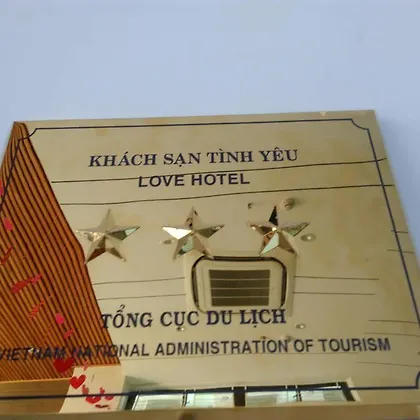 KHÁCH SẠN TÌNH YÊU
LOVE HOTEL
TỔNG CỤC DU LỊCH
VIETNAM NATIONAL ADMINISTRATION OF TOURISM